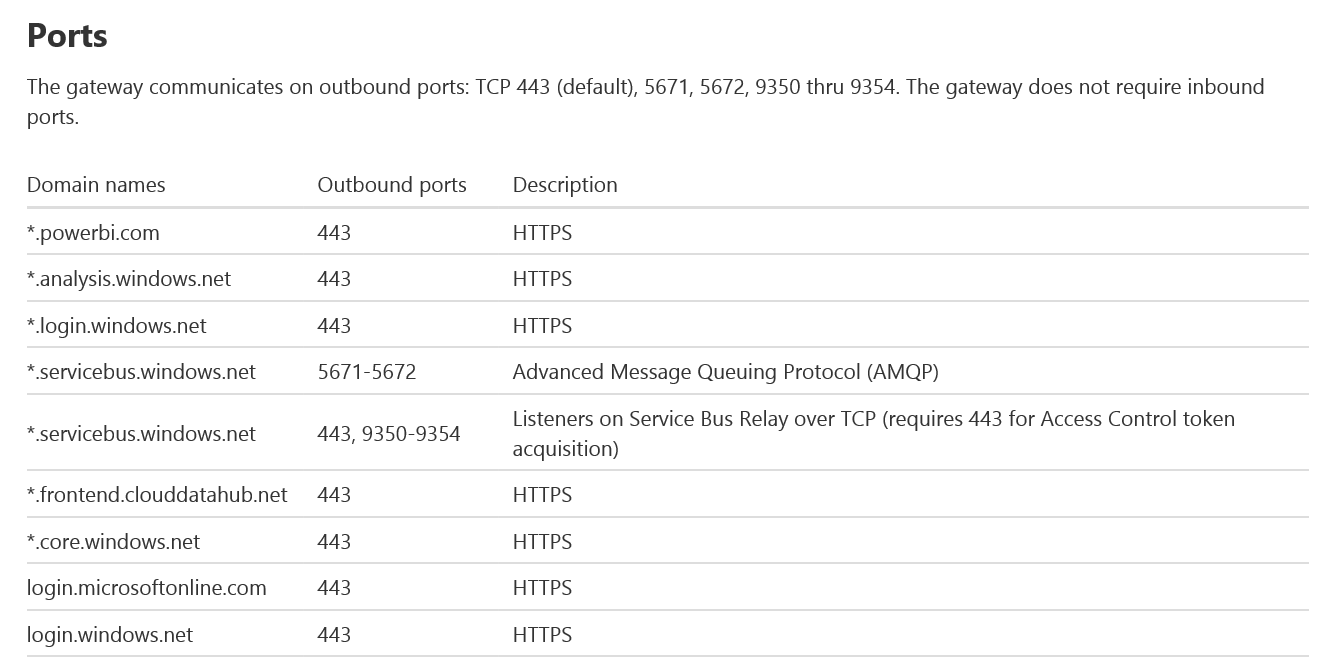 Ports
The gateway communicates on outbound ports: TCP 443 (default), 5671, 5672, 9350 thru 9354. The gateway does not require inbound
ports.
Domain names Outbound ports Description
*.powerbi.com 443 HTTPS
*.analysis.windows.net 443 HTTPS
*.login.windows.net 443 HTTPS
*.servicebus.windows.net 5671-5672 Advanced Message Queuing Protocol (AMQP)
*.servicebus.windows.net 443, 9350-9354 Listeners on Service Bus Relay over TCP (requires 443 for Access Control token
acquisition)
*.frontend.clouddatahub.net 443 HTTPS
*.core.windows.net 443 HTTPS
login.microsoftonline.com 443 HTTPS
login.windows.net 443 HTTPS